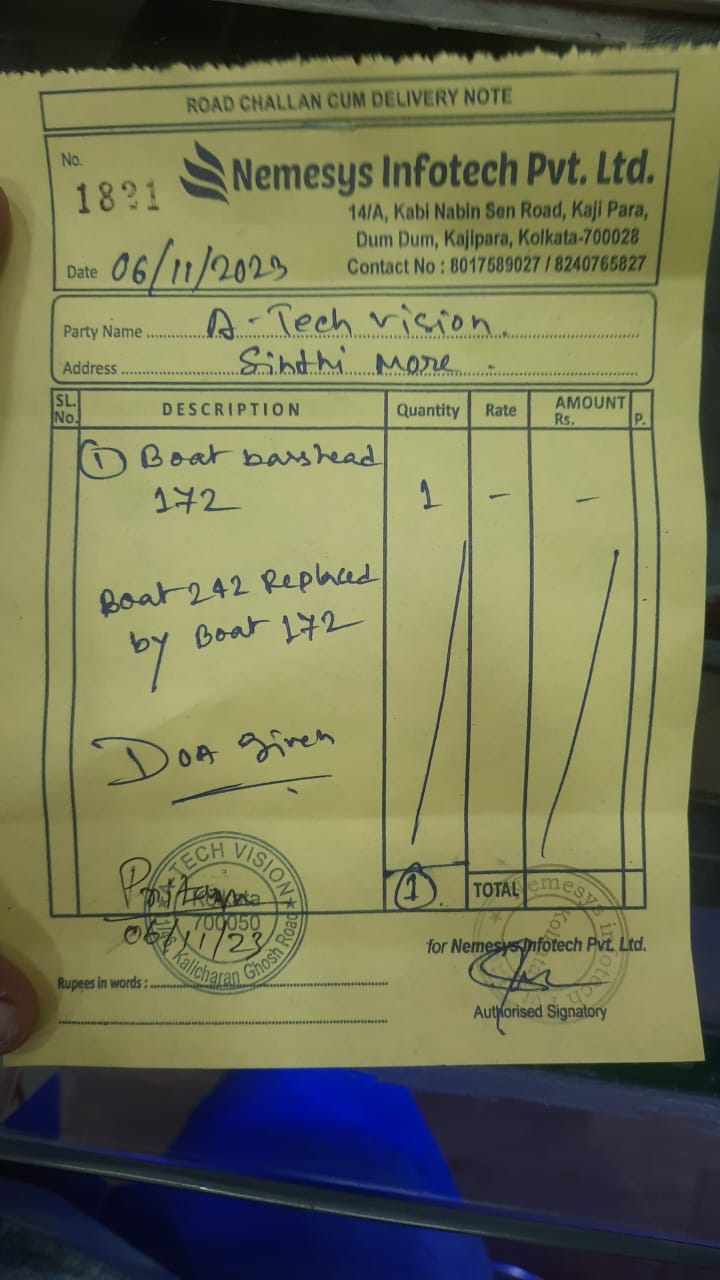 ROAD CHALLAN CUM DELIVERY NOTE
No.
1831
Nemesys Infotech Pvt. Ltd.
14/A, Kabi Nabin Sen Road, Kaji Para,
Dum Dum, Kajipara, Kolkata-700028
Date 06/11/2023
Contact No : 8017589027 / 8240765827
Party Name A-Tech vision.
Address Sinthi More.
SL. No. DESCRIPTION Quantity Rate AMOUNT Rs. P.
① Boat basshead
172 1 - -
Boat 242 Replaced
by Boat 172
DOA given
TECH VISION
700050
Kalicharan Ghosh Road
06/11/23
1 TOTAL
Nemesys infotech
for Nemesys Infotech Pvt. Ltd.
Rupees in words :
Authorised Signatory